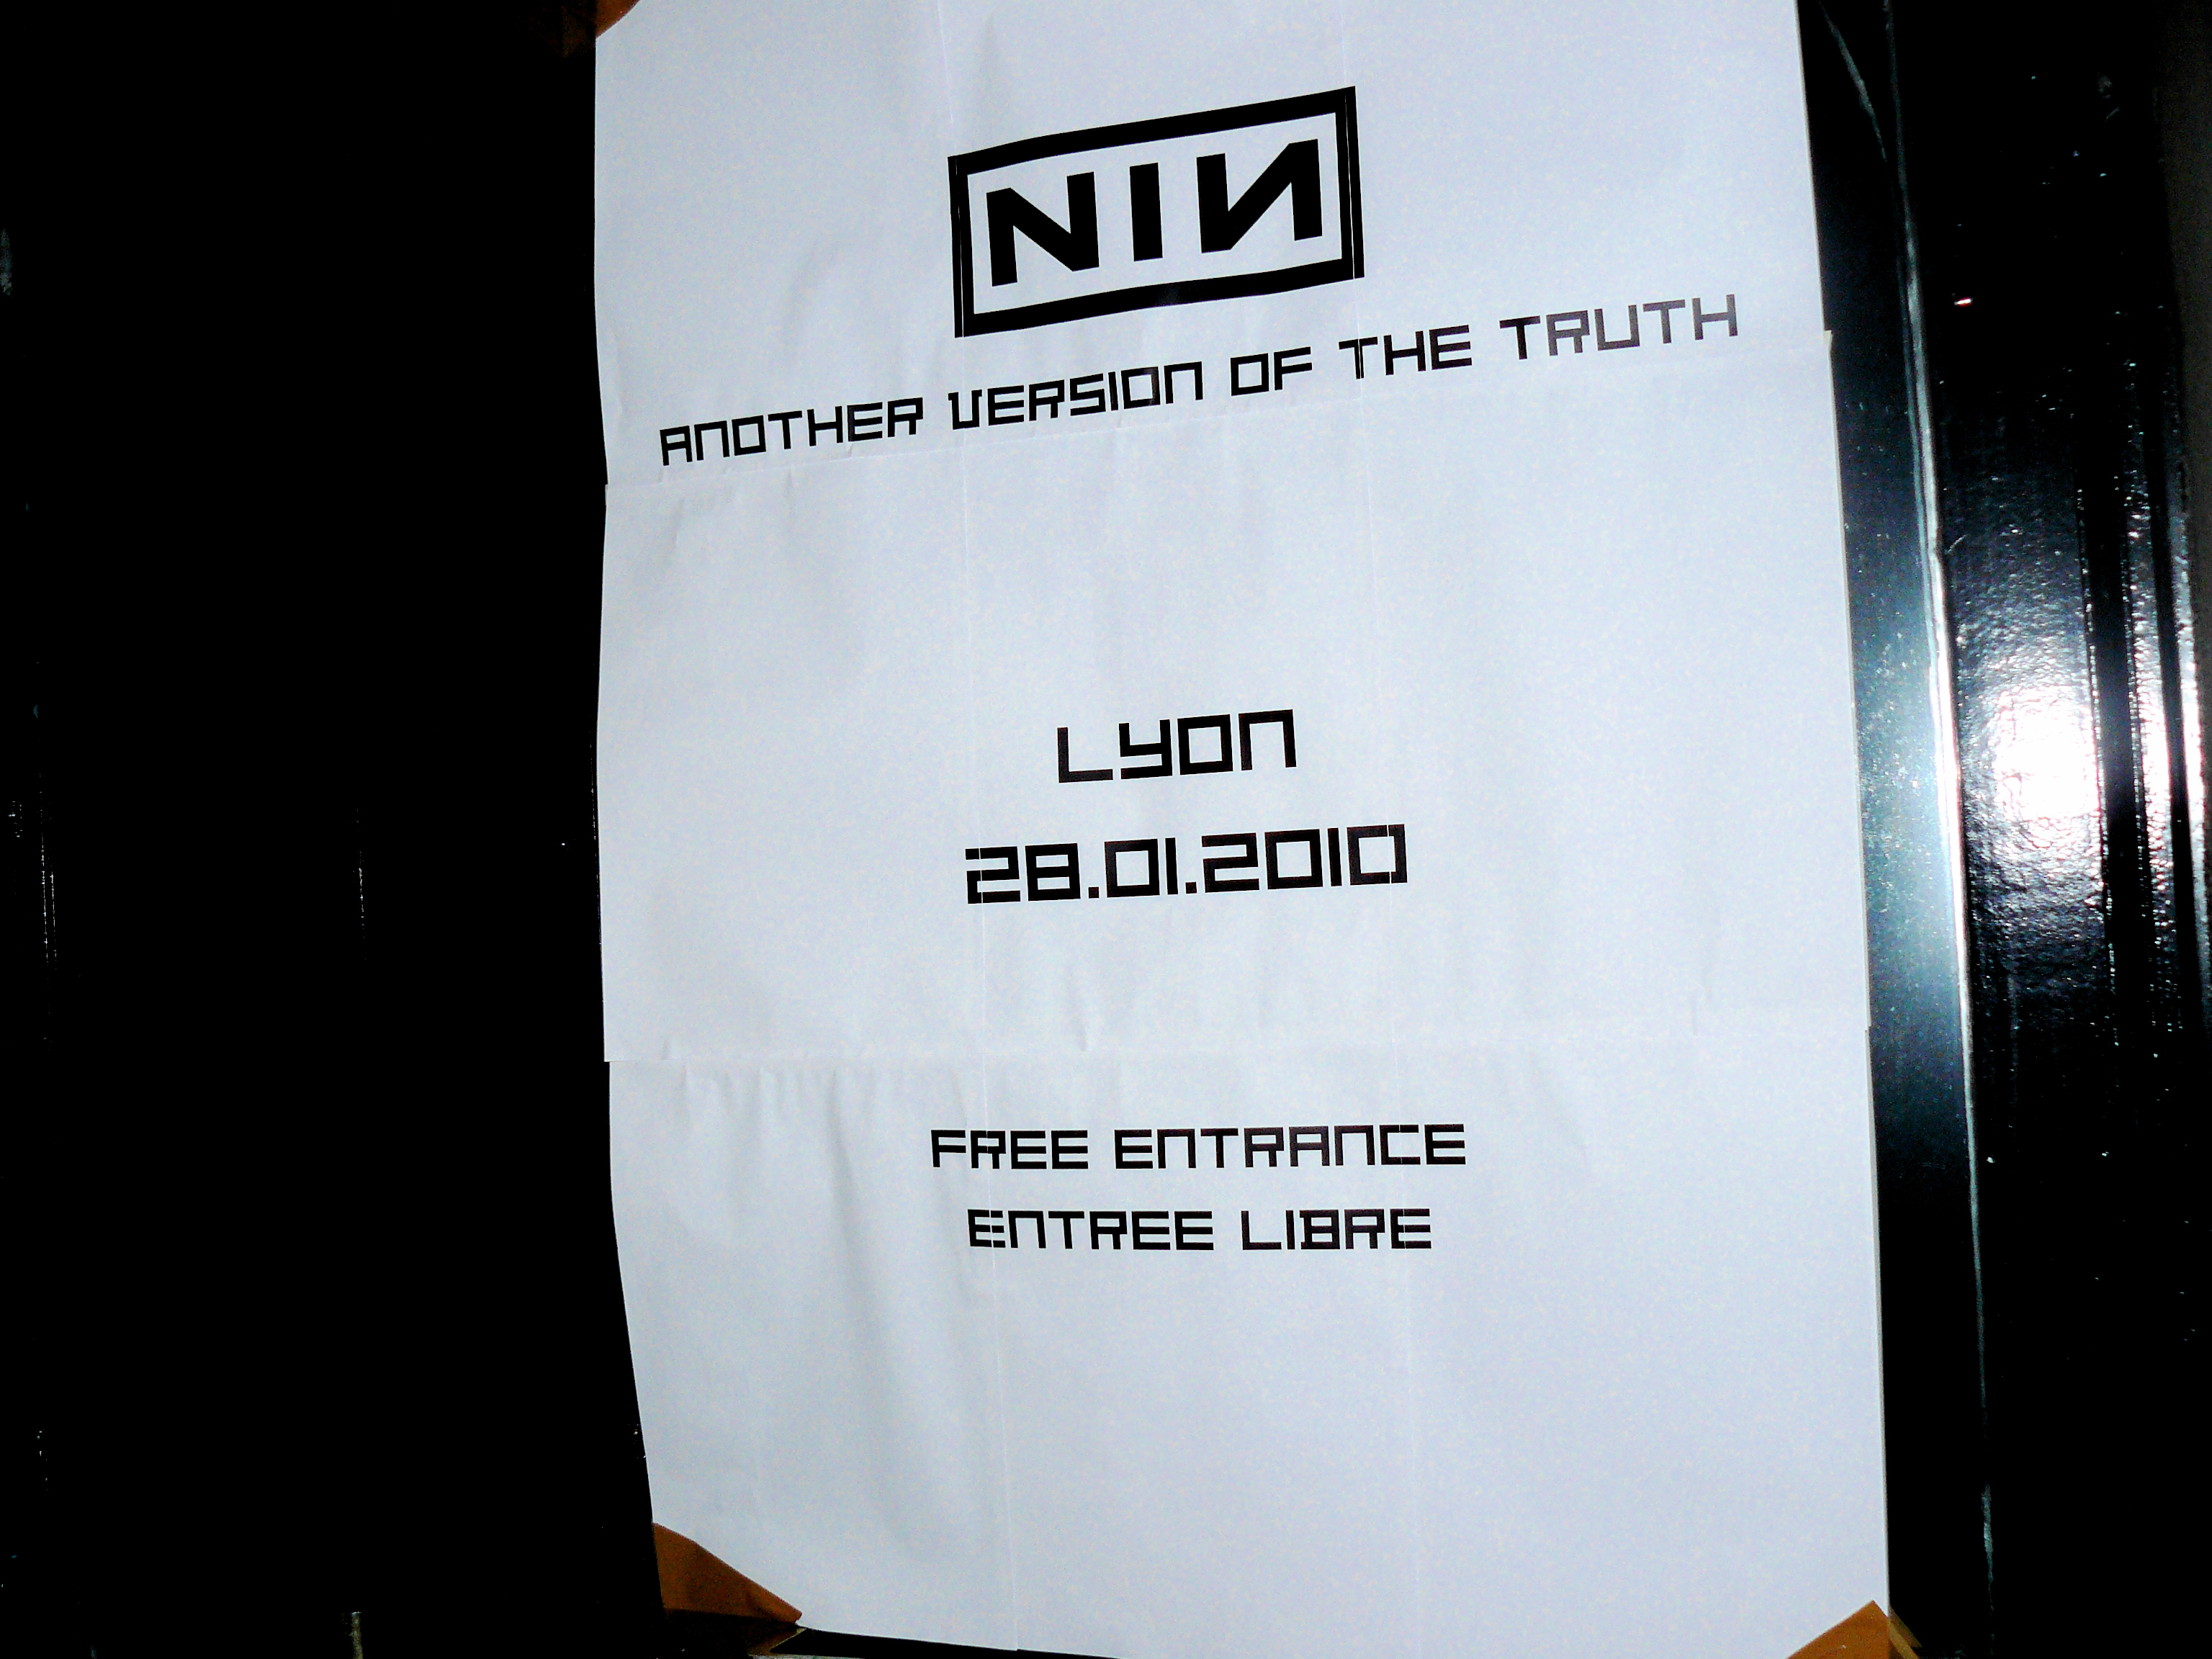 NIN
ANOTHER VERSION OF THE TRUTH
LYON
28.01.2010
FREE ENTRANCE
ENTREE LIBRE